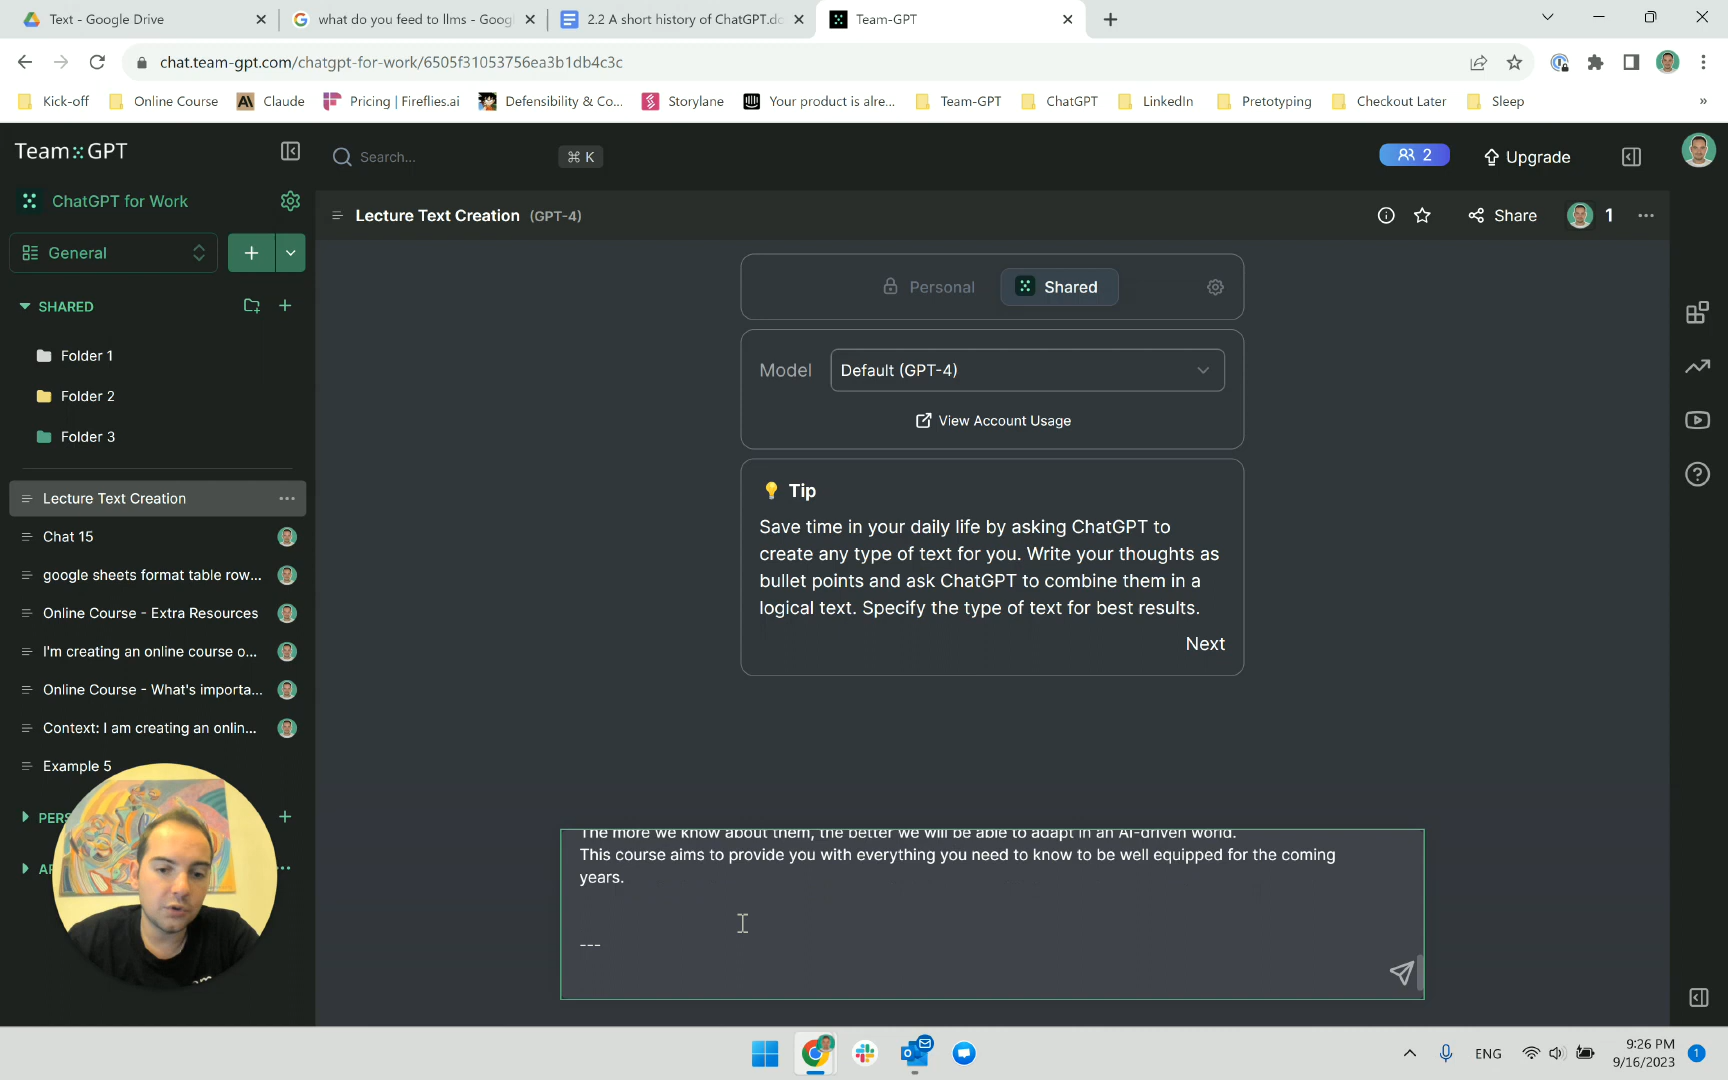 Text - Google Drive
what do you feed to llms - Goog
2.2 A short history of ChatGPT.do
Team-GPT
chat.team-gpt.com/chatgpt-for-work/6505f31053756ea3b1db4c3c
Kick-off
Online Course
Claude
Pricing | Fireflies.ai
Defensibility & Co...
Storylane
Your product is alre...
Team-GPT
ChatGPT
LinkedIn
Pretotyping
Checkout Later
Sleep
»
Team GPT
Search...
⌘ K
2
Upgrade
ChatGPT for Work
Lecture Text Creation (GPT-4)
Share
1
General
Personal
Shared
SHARED
Folder 1
Folder 2
Folder 3
Model
Default (GPT-4)
View Account Usage
Lecture Text Creation
Chat 15
google sheets format table row...
Online Course - Extra Resources
I'm creating an online course o...
Online Course - What's importa...
Context: I am creating an onlin...
Example 5
PERS
AR
Tip
Save time in your daily life by asking ChatGPT to
create any type of text for you. Write your thoughts as
bullet points and ask ChatGPT to combine them in a
logical text. Specify the type of text for best results.
Next
The more we know about them, the better we will be able to adapt in an AI-driven world.
This course aims to provide you with everything you need to know to be well equipped for the coming
years.
---
ENG
9:26 PM
9/16/2023
1